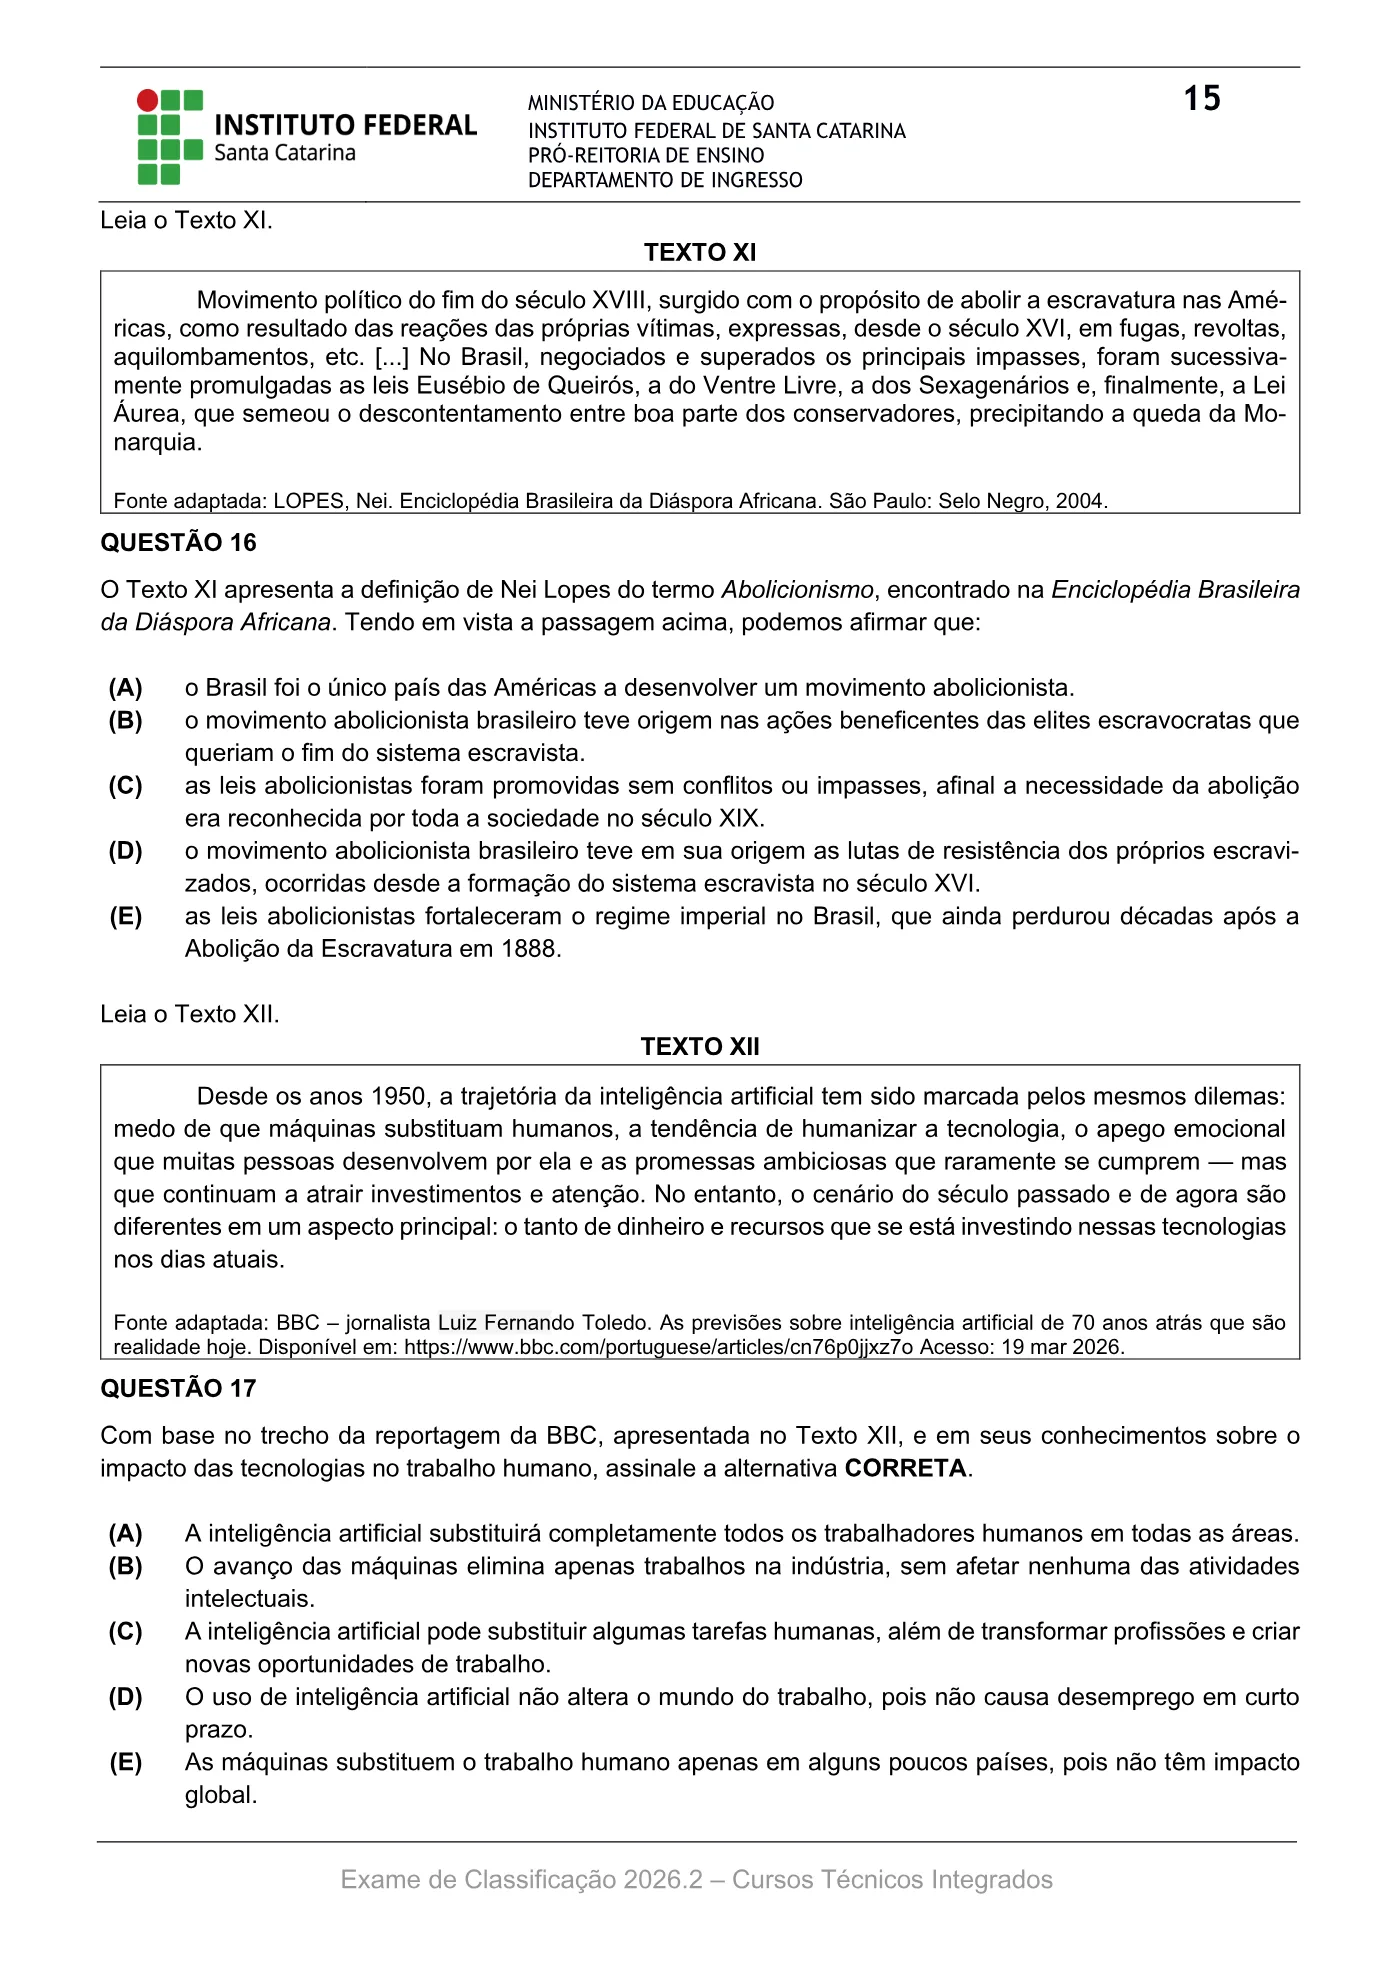 INSTITUTO FEDERAL
Santa Catarina
MINISTÉRIO DA EDUCAÇÃO
INSTITUTO FEDERAL DE SANTA CATARINA
PRÓ-REITORIA DE ENSINO
DEPARTAMENTO DE INGRESSO
15
Leia o Texto XI.
TEXTO XI
Movimento político do fim do século XVIII, surgido com o propósito de abolir a escravatura nas Amé-
ricas, como resultado das reações das próprias vítimas, expressas, desde o século XVI, em fugas, revoltas,
aquilombamentos, etc. [...] No Brasil, negociados e superados os principais impasses, foram sucessiva-
mente promulgadas as leis Eusébio de Queirós, a do Ventre Livre, a dos Sexagenários e, finalmente, a Lei
Áurea, que semeou o descontentamento entre boa parte dos conservadores, precipitando a queda da Mo-
narquia.
Fonte adaptada: LOPES, Nei. Enciclopédia Brasileira da Diáspora Africana. São Paulo: Selo Negro, 2004.
QUESTÃO 16
O Texto XI apresenta a definição de Nei Lopes do termo Abolicionismo, encontrado na Enciclopédia Brasileira
da Diáspora Africana. Tendo em vista a passagem acima, podemos afirmar que:
(A) o Brasil foi o único país das Américas a desenvolver um movimento abolicionista.
(B) o movimento abolicionista brasileiro teve origem nas ações beneficentes das elites escravocratas que
queriam o fim do sistema escravista.
(C) as leis abolicionistas foram promovidas sem conflitos ou impasses, afinal a necessidade da abolição
era reconhecida por toda a sociedade no século XIX.
(D) o movimento abolicionista brasileiro teve em sua origem as lutas de resistência dos próprios escravi-
zados, ocorridas desde a formação do sistema escravista no século XVI.
(E) as leis abolicionistas fortaleceram o regime imperial no Brasil, que ainda perdurou décadas após a
Abolição da Escravatura em 1888.
Leia o Texto XII.
TEXTO XII
Desde os anos 1950, a trajetória da inteligência artificial tem sido marcada pelos mesmos dilemas:
medo de que máquinas substituam humanos, a tendência de humanizar a tecnologia, o apego emocional
que muitas pessoas desenvolvem por ela e as promessas ambiciosas que raramente se cumprem — mas
que continuam a atrair investimentos e atenção. No entanto, o cenário do século passado e de agora são
diferentes em um aspecto principal: o tanto de dinheiro e recursos que se está investindo nessas tecnologias
nos dias atuais.
Fonte adaptada: BBC – jornalista Luiz Fernando Toledo. As previsões sobre inteligência artificial de 70 anos atrás que são
realidade hoje. Disponível em: https://www.bbc.com/portuguese/articles/cn76p0jjxz7o Acesso: 19 mar 2026.
QUESTÃO 17
Com base no trecho da reportagem da BBC, apresentada no Texto XII, e em seus conhecimentos sobre o
impacto das tecnologias no trabalho humano, assinale a alternativa CORRETA.
(A) A inteligência artificial substituirá completamente todos os trabalhadores humanos em todas as áreas.
(B) O avanço das máquinas elimina apenas trabalhos na indústria, sem afetar nenhuma das atividades
intelectuais.
(C) A inteligência artificial pode substituir algumas tarefas humanas, além de transformar profissões e criar
novas oportunidades de trabalho.
(D) O uso de inteligência artificial não altera o mundo do trabalho, pois não causa desemprego em curto
prazo.
(E) As máquinas substituem o trabalho humano apenas em alguns poucos países, pois não têm impacto
global.
Exame de Classificação 2026.2 – Cursos Técnicos Integrados